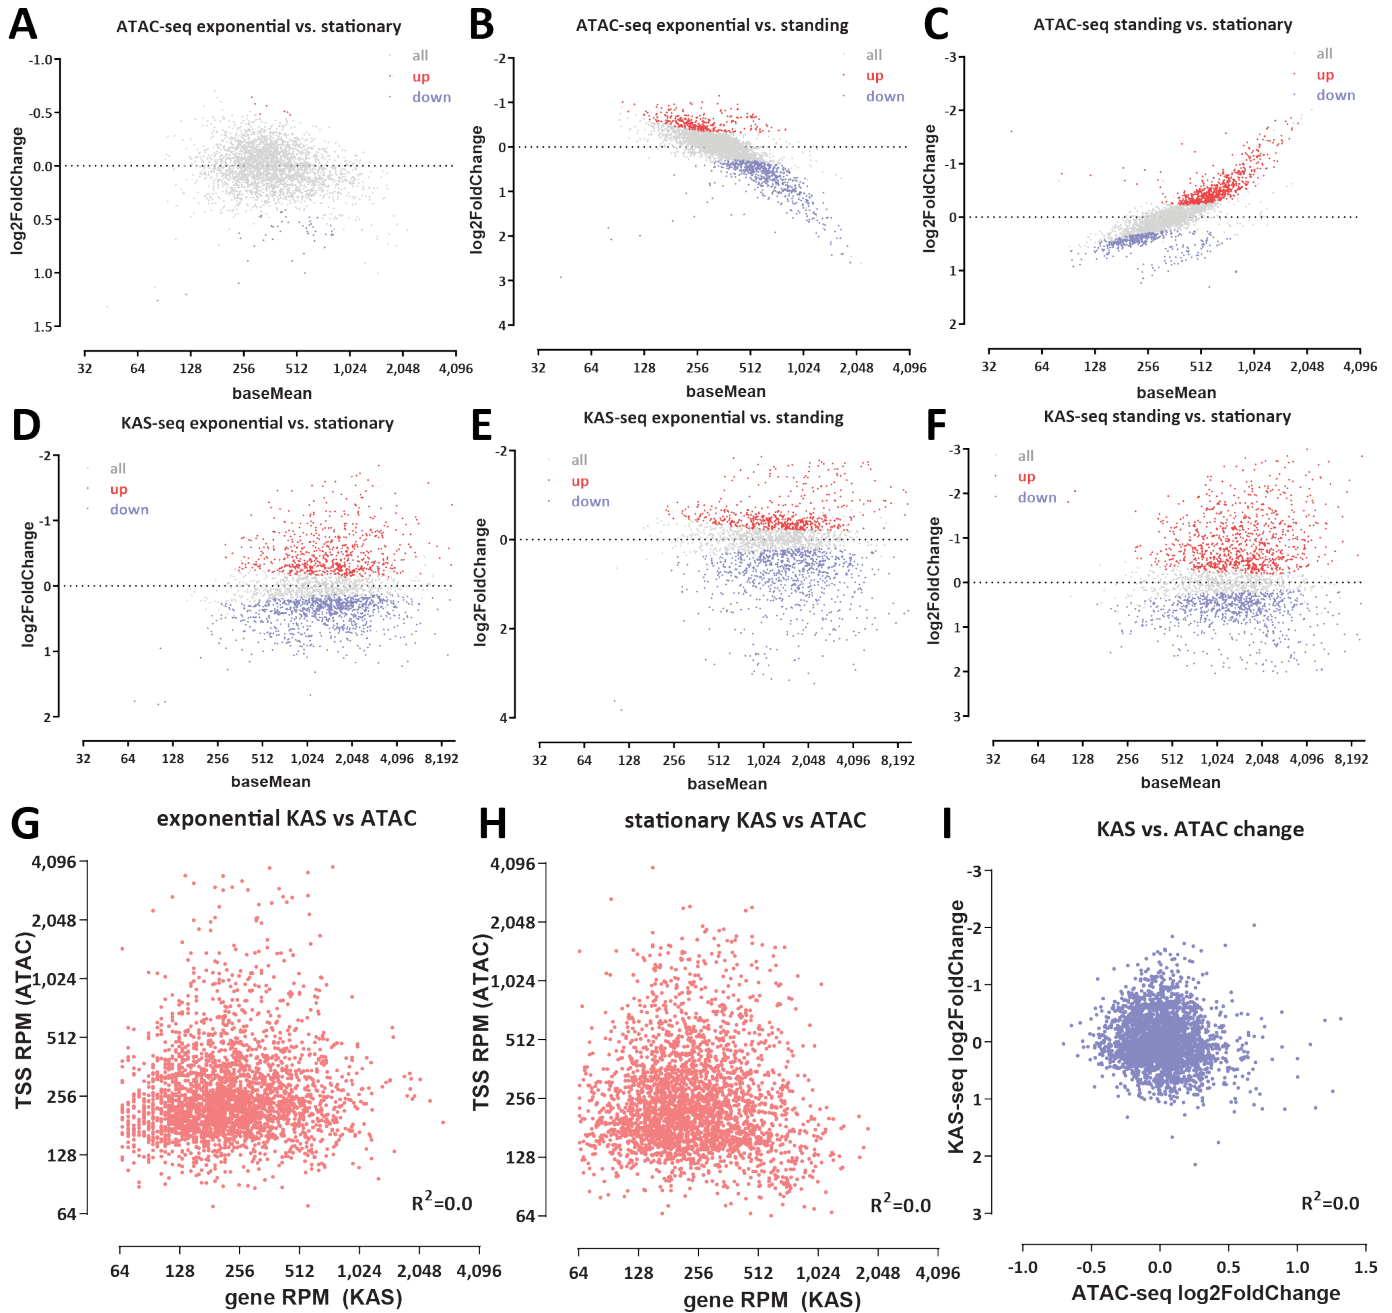 A
ATAC-seq exponential vs. stationary
all
up
down
-1.0
-0.5
0.0
0.5
1.0
1.5
log2FoldChange
32 64 128 256 512 1,024 2,048 4,096
baseMean
B
ATAC-seq exponential vs. standing
all
up
down
-2
-1
0
1
2
3
4
log2FoldChange
32 64 128 256 512 1,024 2,048 4,096
baseMean
C
ATAC-seq standing vs. stationary
all
up
down
-3
-2
-1
0
1
2
log2FoldChange
32 64 128 256 512 1,024 2,048 4,096
baseMean
D
KAS-seq exponential vs. stationary
all
up
down
-2
-1
0
1
2
log2FoldChange
32 64 128 256 512 1,024 2,048 4,096 8,192
baseMean
E
KAS-seq exponential vs. standing
all
up
down
-2
0
2
4
log2FoldChange
32 64 128 256 512 1,024 2,048 4,096 8,192
baseMean
F
KAS-seq standing vs. stationary
all
up
down
-3
-2
-1
0
1
2
3
log2FoldChange
32 64 128 256 512 1,024 2,048 4,096 8,192
baseMean
G
exponential KAS vs ATAC
4,096
2,048
1,024
512
256
128
64
TSS RPM (ATAC)
R²=0.0
64 128 256 512 1,024 2,048 4,096
gene RPM (KAS)
H
stationary KAS vs ATAC
4,096
2,048
1,024
512
256
128
64
TSS RPM (ATAC)
R²=0.0
64 128 256 512 1,024 2,048 4,096
gene RPM (KAS)
I
KAS vs. ATAC change
-3
-2
-1
0
1
2
3
KAS-seq log2FoldChange
R²=0.0
-1.0 -0.5 0.0 0.5 1.0 1.5
ATAC-seq log2FoldChange